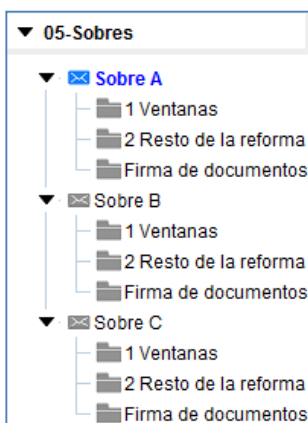 05-Sobres
Sobre A
1 Ventanas
2 Resto de la reforma
Firma de documentos
Sobre B
1 Ventanas
2 Resto de la reforma
Firma de documentos
Sobre C
1 Ventanas
2 Resto de la reforma
Firma de documentos